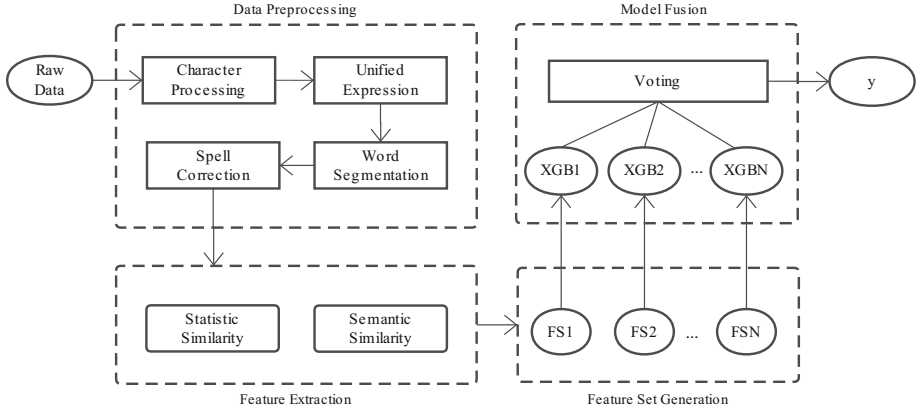 Data Preprocessing
Model Fusion
Raw
Data
Character
Processing
Unified
Expression
Spell
Correction
Word
Segmentation
Voting
y
XGB1
XGB2
...
XGBN
Statistic
Similarity
Semantic
Similarity
FS1
FS2
...
FSN
Feature Extraction
Feature Set Generation